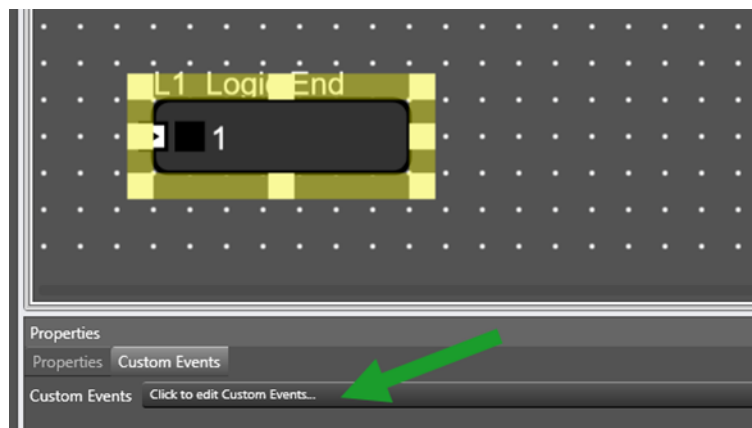 L1 Logic End
1
Properties
Properties Custom Events
Custom Events Click to edit Custom Events...